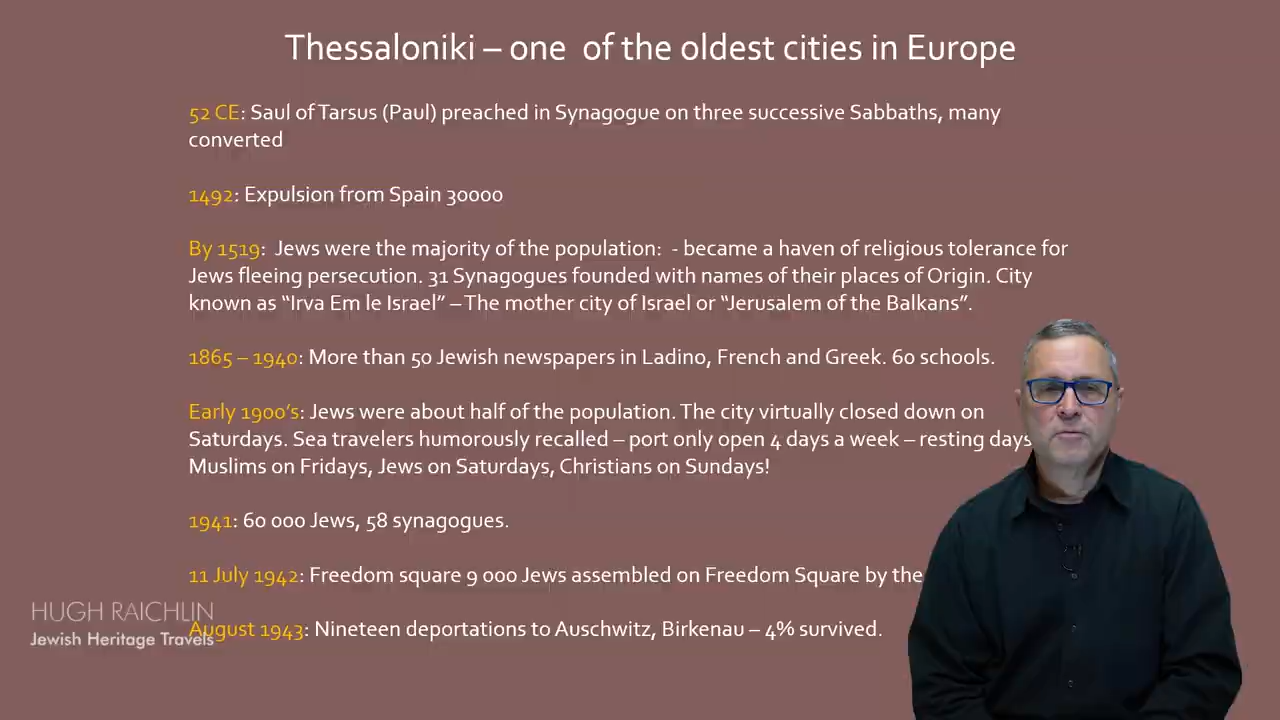 Thessaloniki – one of the oldest cities in Europe
52 CE: Saul of Tarsus (Paul) preached in Synagogue on three successive Sabbaths, many
converted
1492: Expulsion from Spain 30000
By 1519: Jews were the majority of the population: - became a haven of religious tolerance for
Jews fleeing persecution. 31 Synagogues founded with names of their places of Origin. City
known as “Irva Em le Israel” – The mother city of Israel or “Jerusalem of the Balkans”.
1865 – 1940: More than 50 Jewish newspapers in Ladino, French and Greek. 60 schools.
Early 1900’s: Jews were about half of the population. The city virtually closed down on
Saturdays. Sea travelers humorously recalled – port only open 4 days a week – resting days
Muslims on Fridays, Jews on Saturdays, Christians on Sundays!
1941: 60 000 Jews, 58 synagogues.
11 July 1942: Freedom square 9 000 Jews assembled on Freedom Square by the
August 1943: Nineteen deportations to Auschwitz, Birkenau – 4% survived.
HUGH RAICHLIN
Jewish Heritage Travels